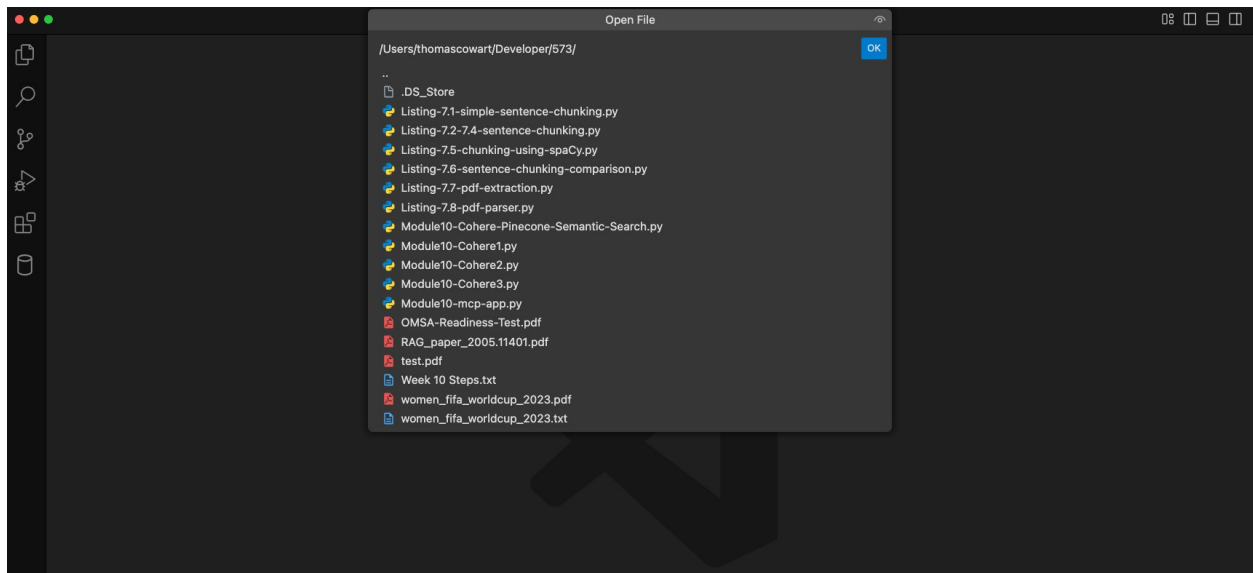 Open File
/Users/thomascowart/Developer/573/
OK
..
.DS_Store
Listing-7.1-simple-sentence-chunking.py
Listing-7.2-7.4-sentence-chunking.py
Listing-7.5-chunking-using-spaCy.py
Listing-7.6-sentence-chunking-comparison.py
Listing-7.7-pdf-extraction.py
Listing-7.8-pdf-parser.py
Module10-Cohere-Pinecone-Semantic-Search.py
Module10-Cohere1.py
Module10-Cohere2.py
Module10-Cohere3.py
Module10-mcp-app.py
OMSA-Readiness-Test.pdf
RAG_paper_2005.11401.pdf
test.pdf
Week 10 Steps.txt
women_fifa_worldcup_2023.pdf
women_fifa_worldcup_2023.txt